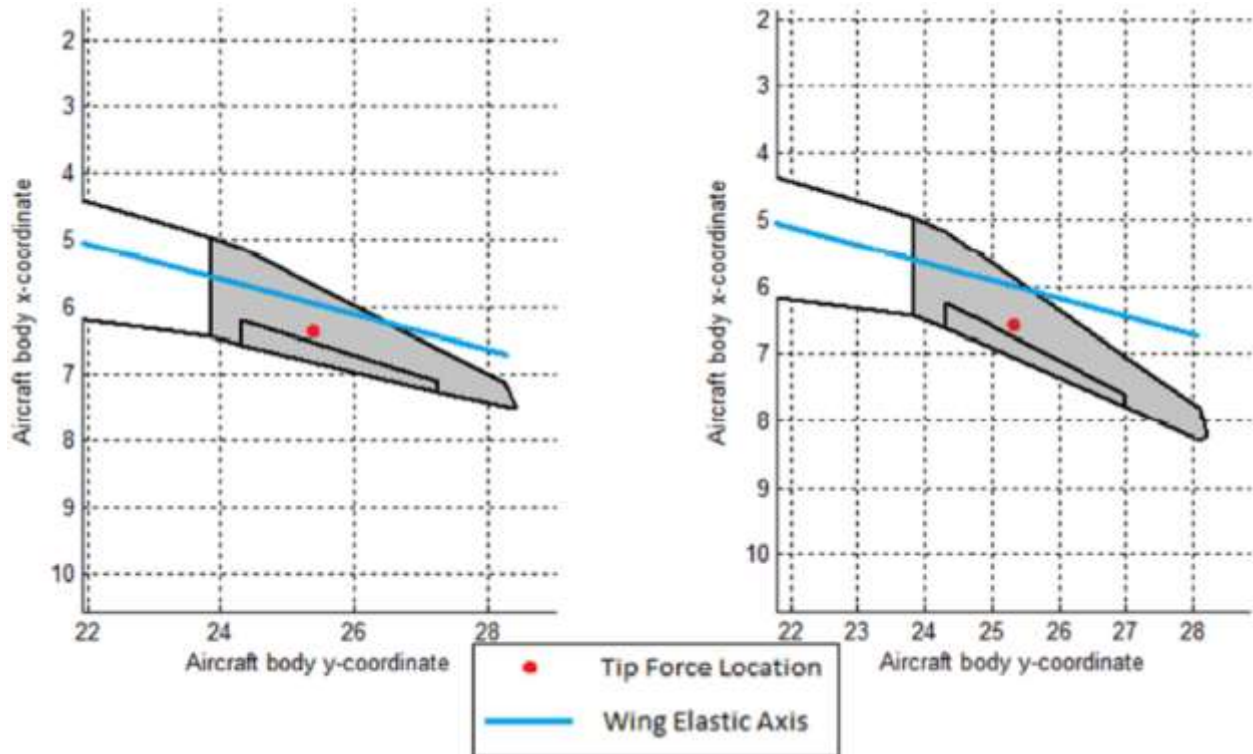 2
3
4
5
6
7
8
9
10
22 24 26 28
Aircraft body x-coordinate
Aircraft body y-coordinate
2
3
4
5
6
7
8
9
10
22 23 24 25 26 27 28
Aircraft body x-coordinate
Aircraft body y-coordinate
Tip Force Location
Wing Elastic Axis